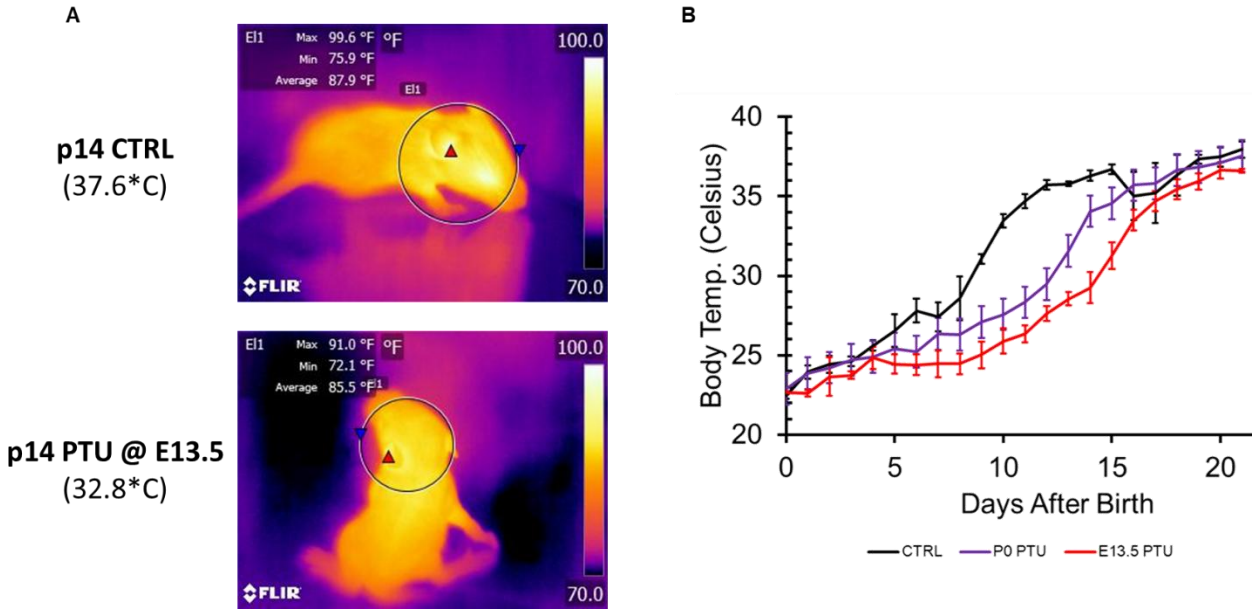 A
p14 CTRL
(37.6*C)
El1 Max 99.6 °F °F
Min 75.9 °F
Average 87.9 °F
El1
100.0
70.0
FLIR
p14 PTU @ E13.5
(32.8*C)
El1 Max 91.0 °F °F
Min 72.1 °F
Average 85.5 °F
El1
100.0
70.0
FLIR
B
40
35
30
25
20
Body Temp. (Celsius)
0 5 10 15 20
Days After Birth
CTRL P0 PTU E13.5 PTU